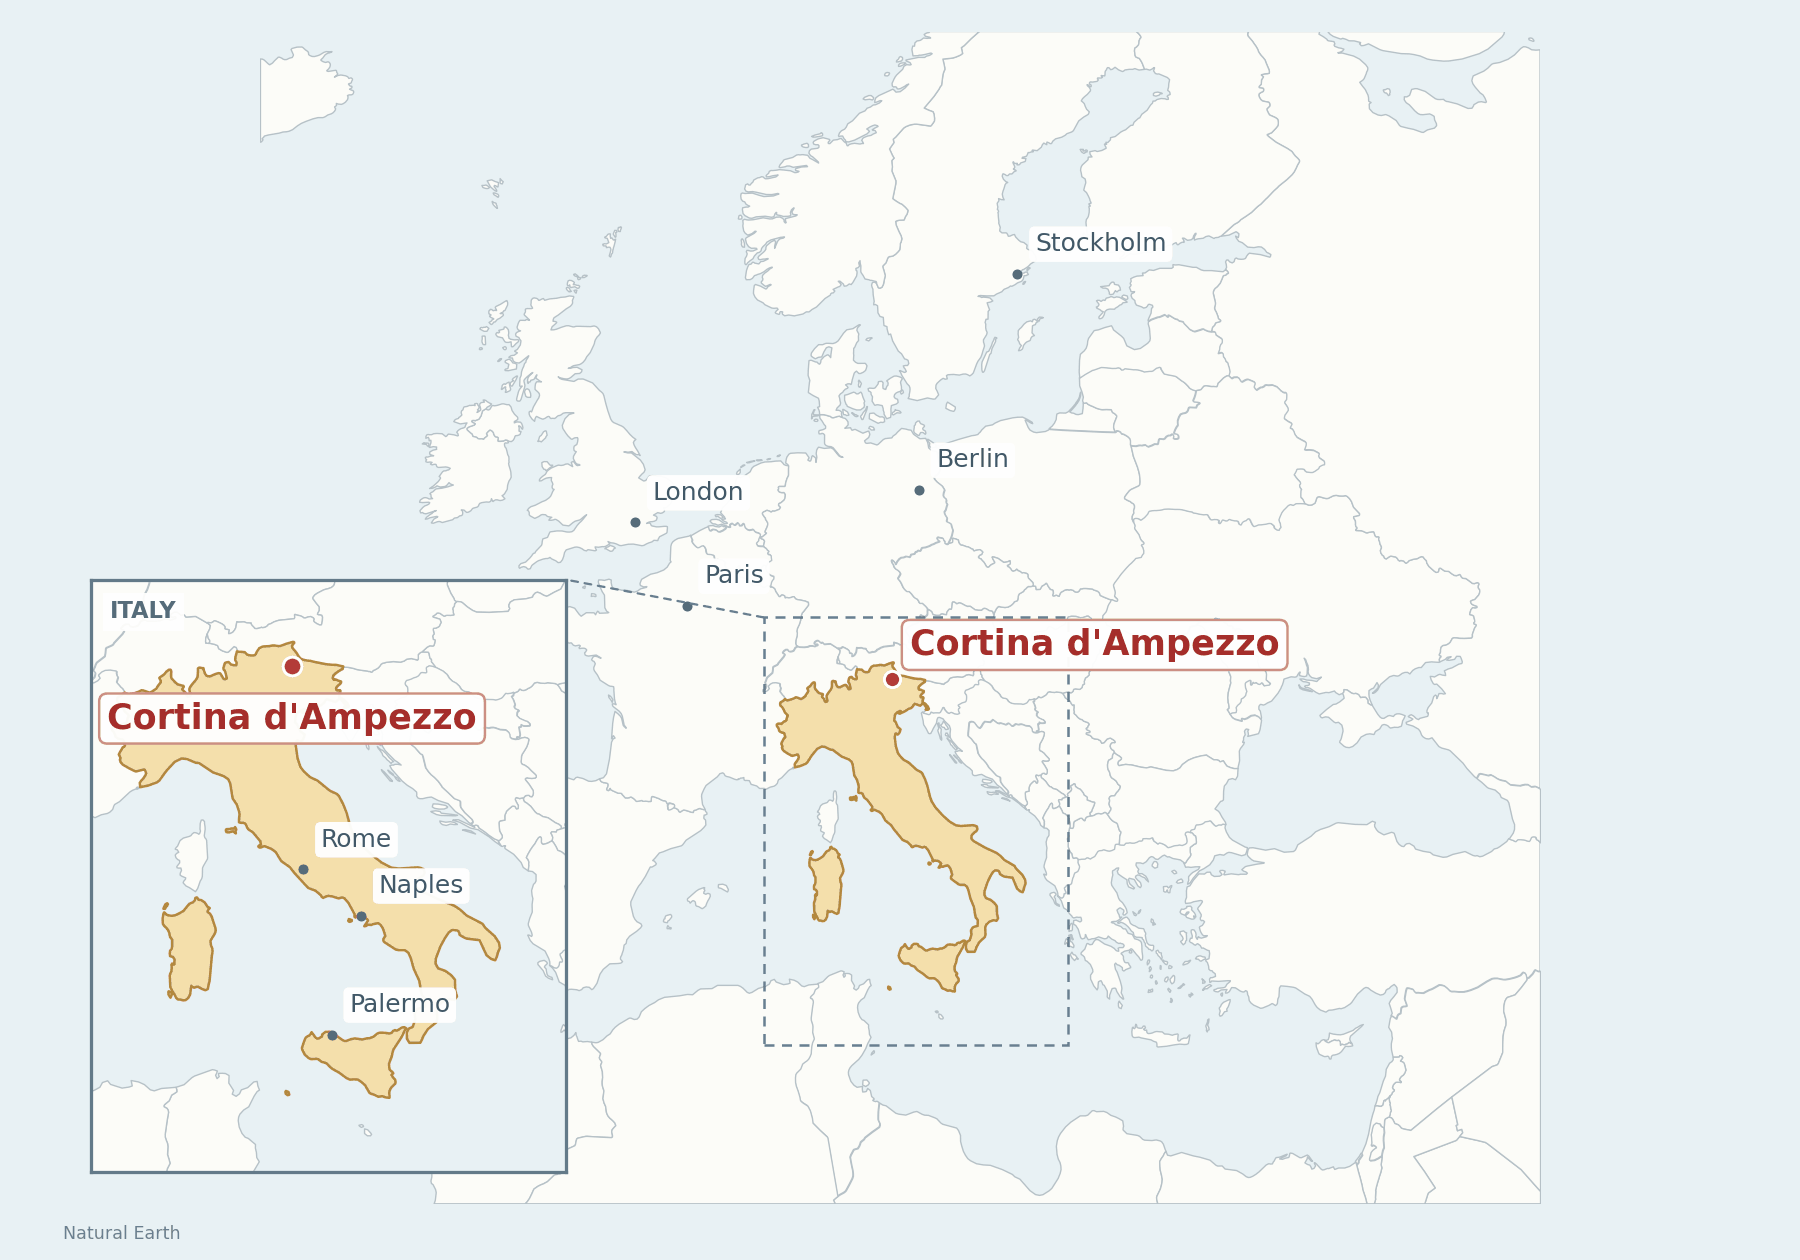 Stockholm
Berlin
London
Paris
Cortina d'Ampezzo
ITALY
Cortina d'Ampezzo
Rome
Naples
Palermo
Natural Earth